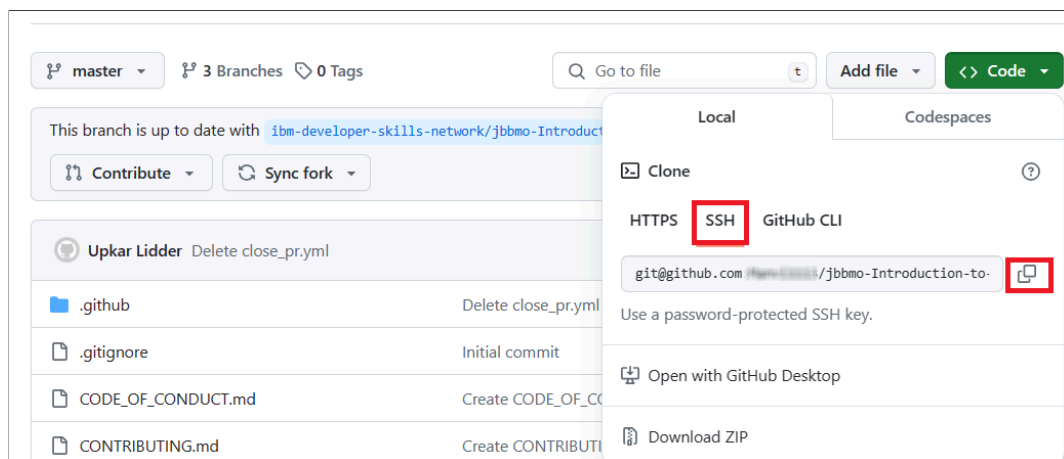 master 3 Branches 0 Tags Go to file t Add file <> Code
Local Codespaces
This branch is up to date with ibm-developer-skills-network/jbbmo-Introduct
Clone
Contribute Sync fork
HTTPS SSH GitHub CLI
Upkar Lidder Delete close_pr.yml
git@github.com /jbbmo-Introduction-to-
.github Delete close_pr.yml
Use a password-protected SSH key.
.gitignore Initial commit
Open with GitHub Desktop
CODE_OF_CONDUCT.md Create CODE_OF_CO
Download ZIP
CONTRIBUTING.md Create CONTRIBUTI